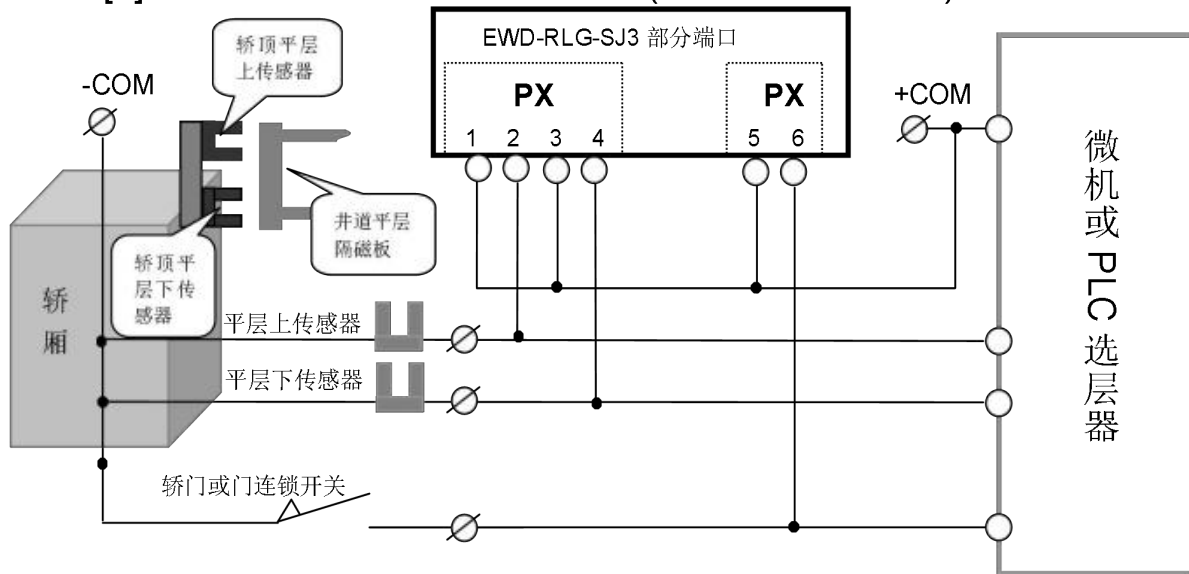 轿顶平层
上传感器
EWD-RLG-SJ3 部分端口
-COM
PX
PX
+COM
1 2 3 4
5 6
井道平层
隔磁板
轿顶平
层下传
感器
轿厢
平层上传感器
平层下传感器
轿门或门连锁开关
微机或 PLC 选层器